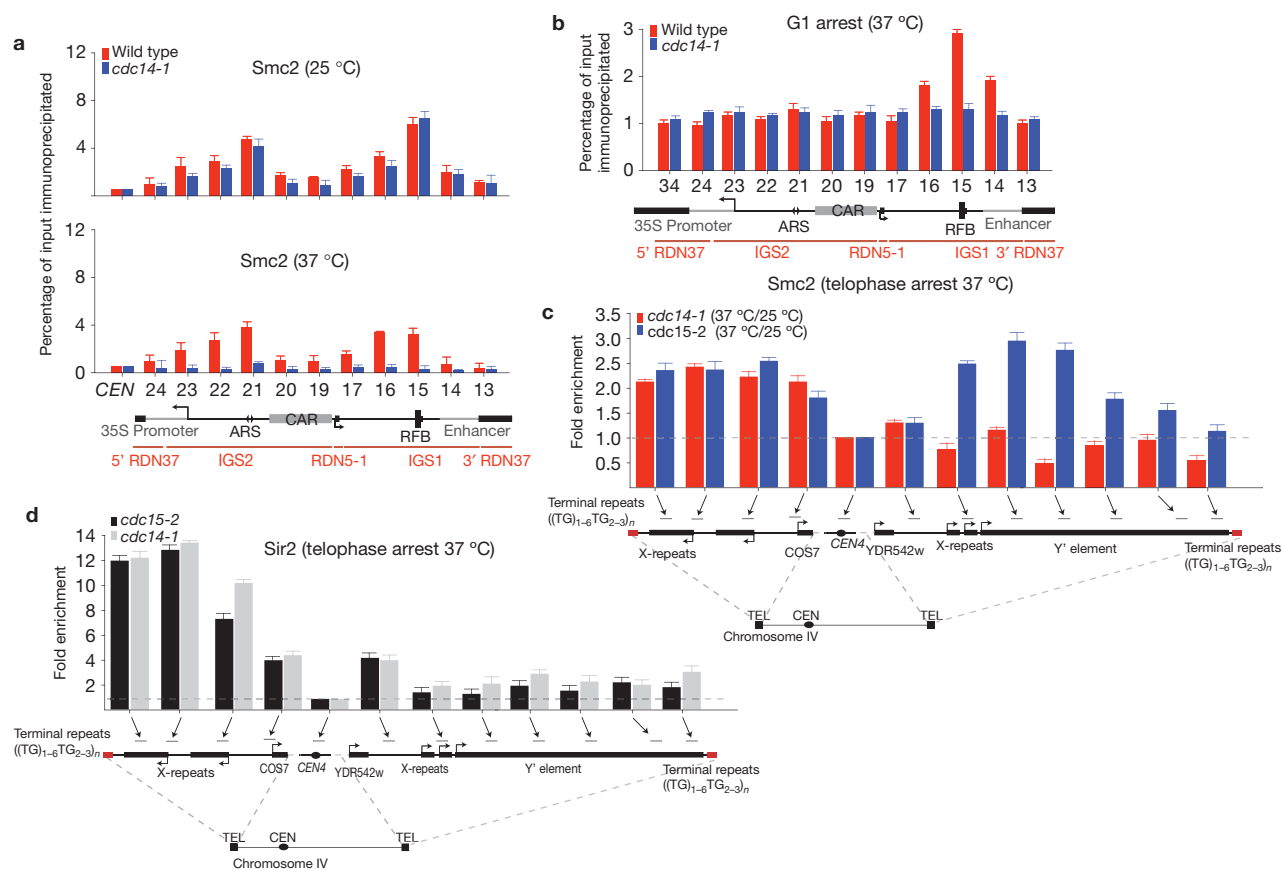 a
Wild type
cdc14-1
Smc2 (25 ºC)
Percentage of input immunoprecipitated
12
8
4
Smc2 (37 ºC)
12
8
4
0
CEN 24 23 22 21 20 19 17 16 15 14 13
CAR
35S Promoter
ARS
RFB
Enhancer
5' RDN37
IGS2
RDN5-1
IGS1
3' RDN37
b
G1 arrest (37 ºC)
Wild type
cdc14-1
Percentage of input
immunoprecipitated
3
2
1
0
34 24 23 22 21 20 19 17 16 15 14 13
CAR
35S Promoter
ARS
RFB
Enhancer
5' RDN37
IGS2
RDN5-1
IGS1
3' RDN37
Smc2 (telophase arrest 37 ºC)
c
cdc14-1 (37 ºC/25 ºC)
cdc15-2 (37 ºC/25 ºC)
Fold enrichment
3.5
3.0
2.5
2.0
1.5
1.0
0.5
Terminal repeats
((TG)1–6TG2–3)n
X-repeats
COS7
CEN4
YDR542w
X-repeats
Y' element
Terminal repeats
((TG)1–6TG2–3)n
TEL
CEN
TEL
Chromosome IV
d
cdc15-2
cdc14-1
Sir2 (telophase arrest 37 ºC)
Fold enrichment
14
12
10
8
6
4
2
Terminal repeats
((TG)1–6TG2–3)n
X-repeats
COS7
CEN4
YDR542w
X-repeats
Y' element
Terminal repeats
((TG)1–6TG2–3)n
TEL
CEN
TEL
Chromosome IV